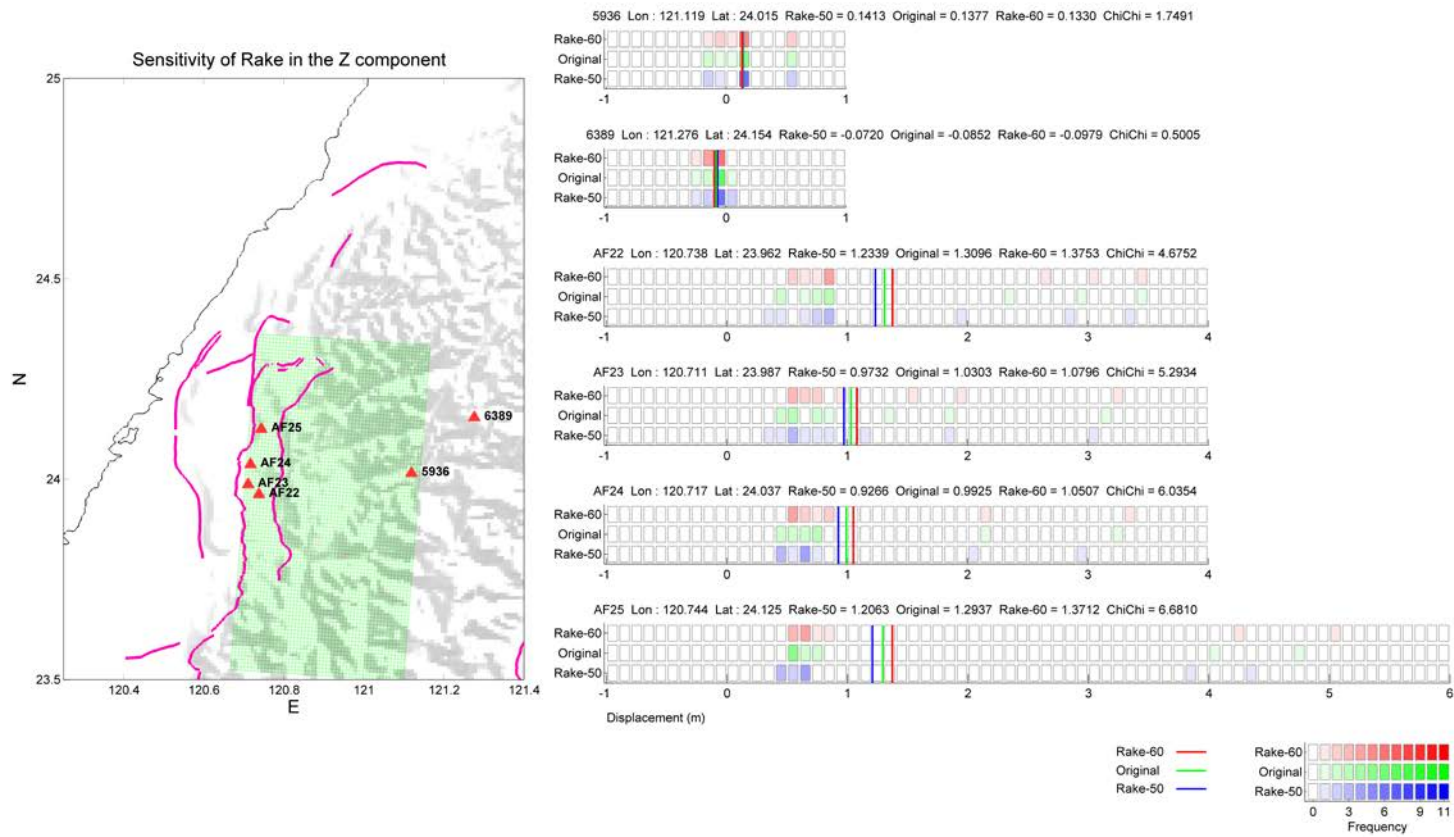 Sensitivity of Rake in the Z component
25
24.5
24
23.5
N
120.4 120.6 120.8 121 121.2 121.4
E
6389
AF25
AF24
5936
AF23
AF22
5936 Lon : 121.119 Lat : 24.015 Rake-50 = 0.1413 Original = 0.1377 Rake-60 = 0.1330 ChiChi = 1.7491
Rake-60
Original
Rake-50
-1 0 1
6389 Lon : 121.276 Lat : 24.154 Rake-50 = -0.0720 Original = -0.0852 Rake-60 = -0.0979 ChiChi = 0.5005
Rake-60
Original
Rake-50
-1 0 1
AF22 Lon : 120.738 Lat : 23.962 Rake-50 = 1.2339 Original = 1.3096 Rake-60 = 1.3753 ChiChi = 4.6752
Rake-60
Original
Rake-50
-1 0 1 2 3 4
AF23 Lon : 120.711 Lat : 23.987 Rake-50 = 0.9732 Original = 1.0303 Rake-60 = 1.0796 ChiChi = 5.2934
Rake-60
Original
Rake-50
-1 0 1 2 3 4
AF24 Lon : 120.717 Lat : 24.037 Rake-50 = 0.9266 Original = 0.9925 Rake-60 = 1.0507 ChiChi = 6.0354
Rake-60
Original
Rake-50
-1 0 1 2 3 4
AF25 Lon : 120.744 Lat : 24.125 Rake-50 = 1.2063 Original = 1.2937 Rake-60 = 1.3712 ChiChi = 6.6810
Rake-60
Original
Rake-50
-1 0 1 2 3 4 5 6
Displacement (m)
Rake-60
Original
Rake-50
Rake-60
Original
Rake-50
0 3 6 9 11
Frequency